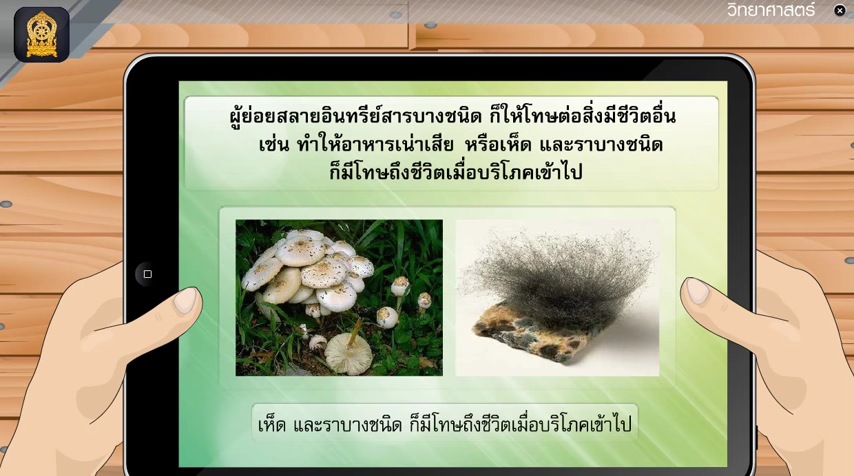 วิทยาศาสตร์
ผู้ย่อยสลายอินทรีย์สารบางชนิด ก็ให้โทษต่อสิ่งมีชีวิตอื่น
เช่น ทำให้อาหารเน่าเสีย หรือเห็ด และราบางชนิด
ก็มีโทษถึงชีวิตเมื่อบริโภคเข้าไป
เห็ด และราบางชนิด ก็มีโทษถึงชีวิตเมื่อบริโภคเข้าไป